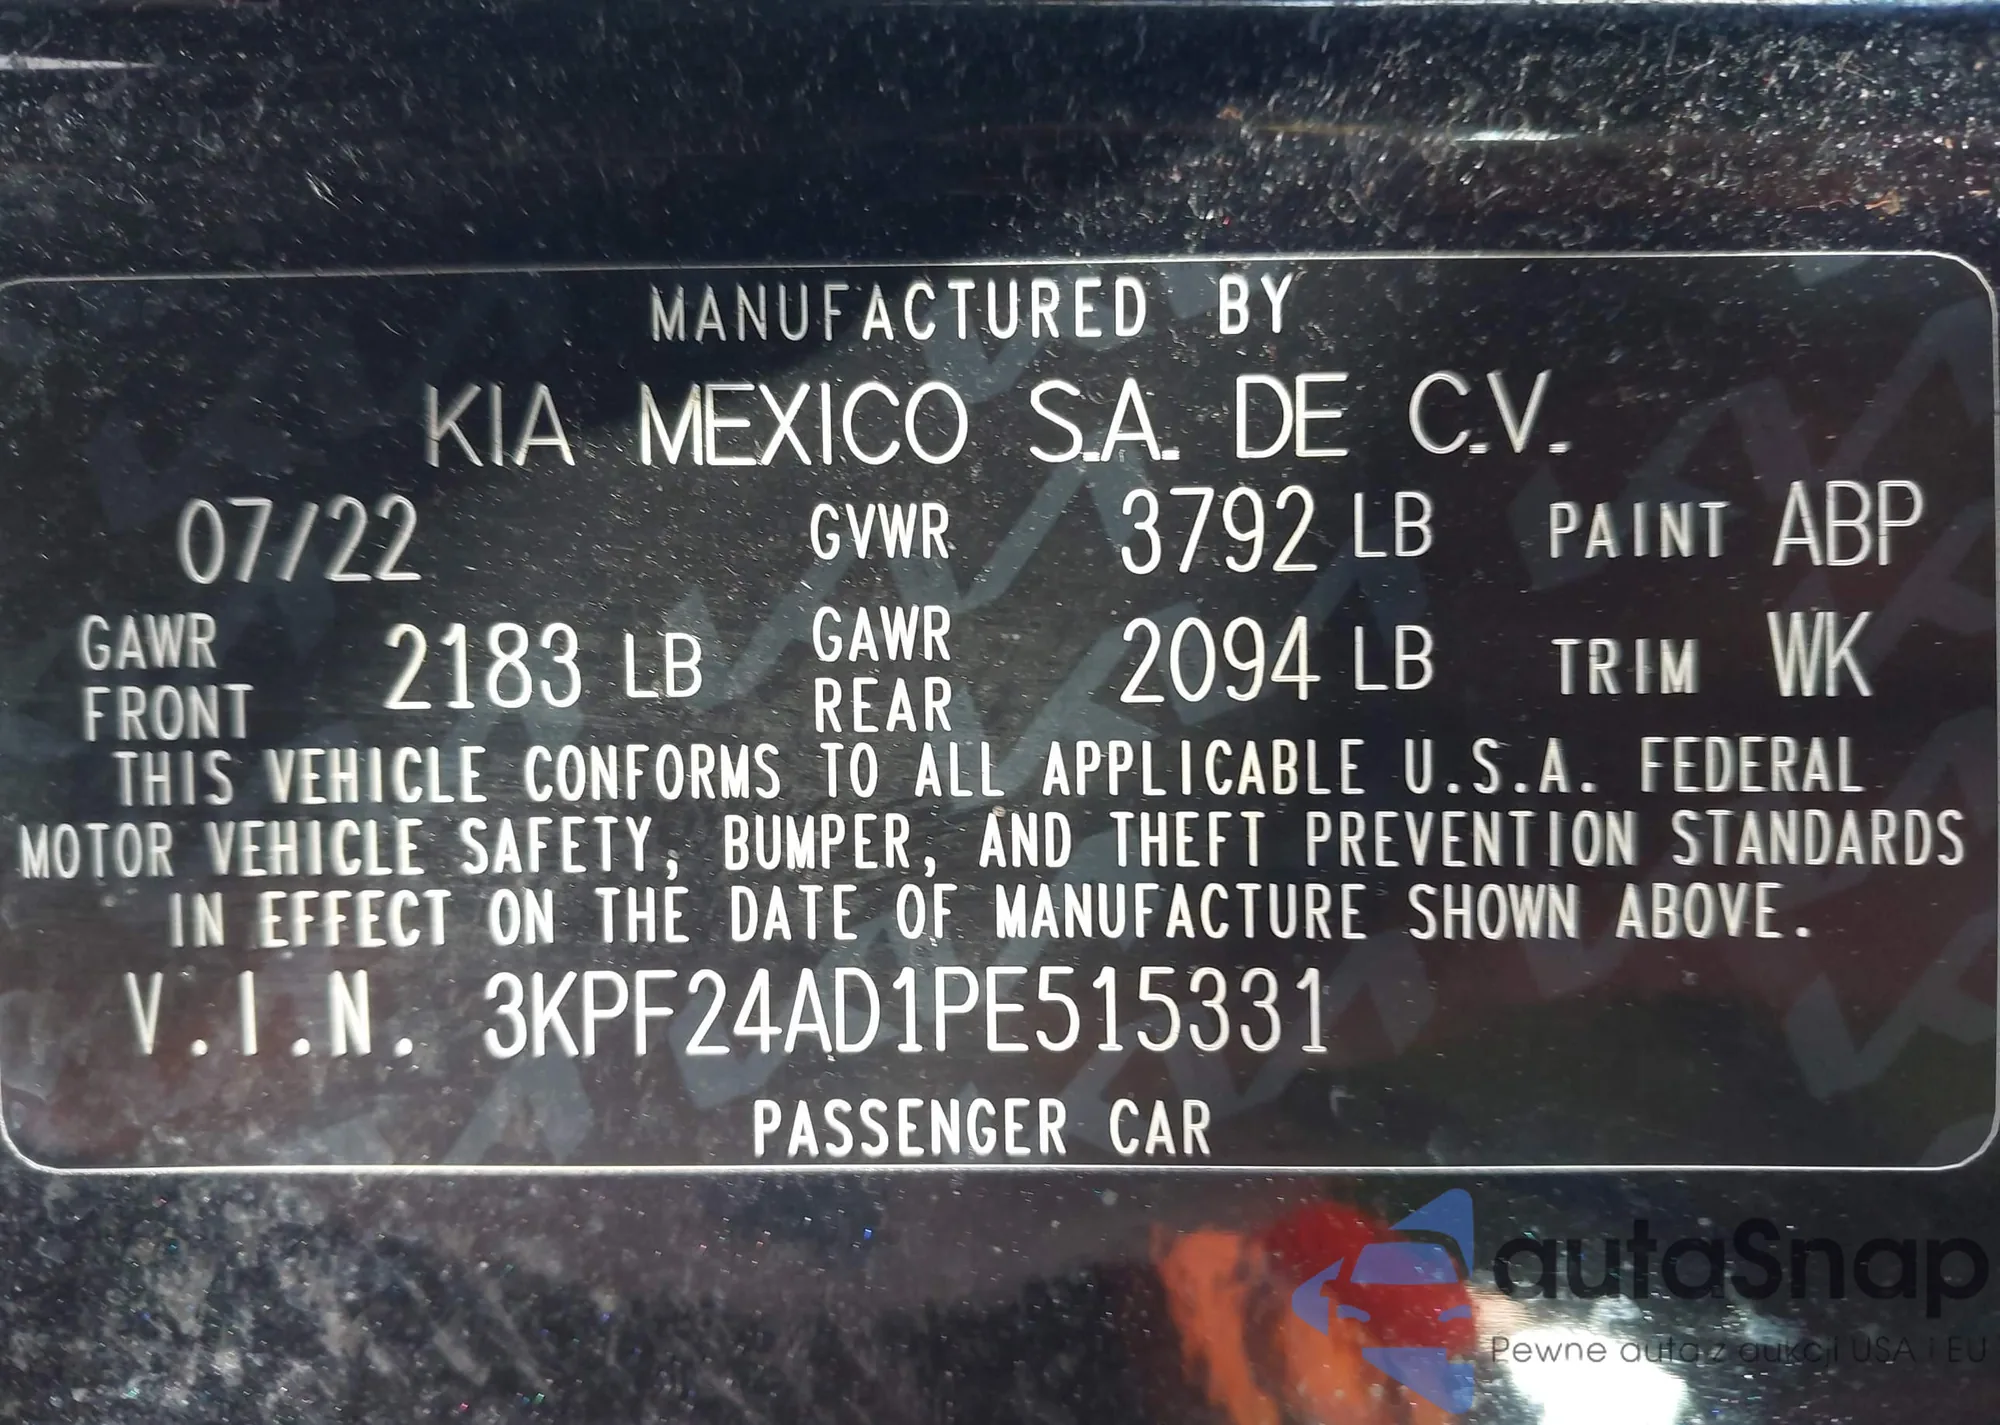 MANUFACTURED BY
KIA MEXICO S.A. DE C.V.
07/22 GVWR 3792 LB PAINT ABP
GAWR FRONT 2183 LB GAWR REAR 2094 LB TRIM WK
THIS VEHICLE CONFORMS TO ALL APPLICABLE U.S.A. FEDERAL
MOTOR VEHICLE SAFETY, BUMPER, AND THEFT PREVENTION STANDARDS
IN EFFECT ON THE DATE OF MANUFACTURE SHOWN ABOVE.
V.I.N. 3KPF24AD1PE515331
PASSENGER CAR
autaSnap
Pewne auta z aukcji USA i EU